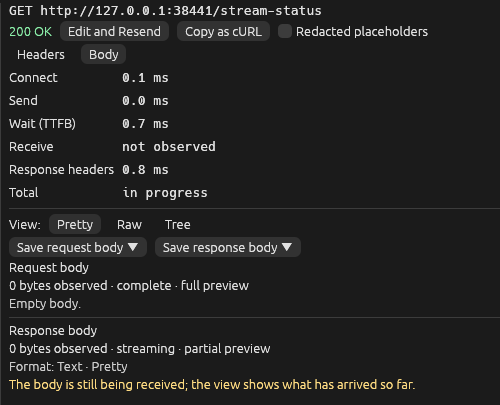 GET http://127.0.0.1:38441/stream-status
200 OK Edit and Resend Copy as cURL Redacted placeholders
Headers Body
Connect 0.1 ms
Send 0.0 ms
Wait (TTFB) 0.7 ms
Receive not observed
Response headers 0.8 ms
Total in progress
View: Pretty Raw Tree
Save request body ▼ Save response body ▼
Request body
0 bytes observed · complete · full preview
Empty body.
Response body
0 bytes observed · streaming · partial preview
Format: Text · Pretty
The body is still being received; the view shows what has arrived so far.